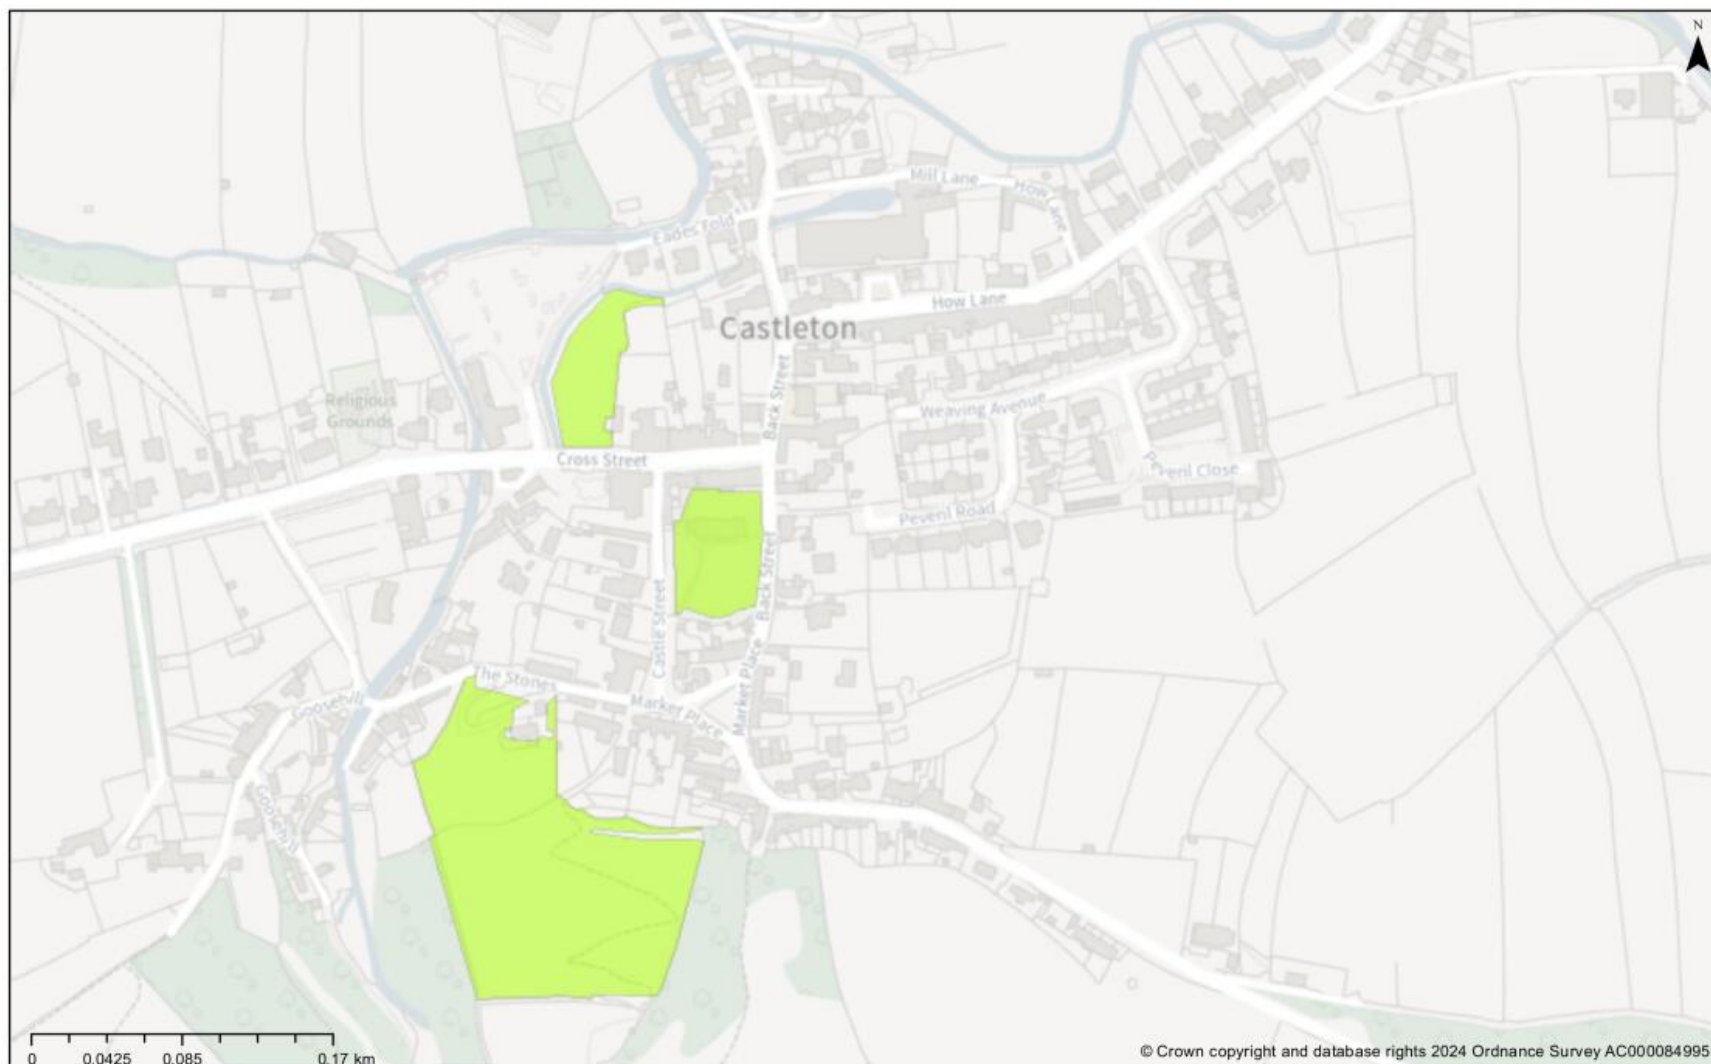 N
Mill Lane
How Lane
Eades Fold
How Lane
Castleton
Back Street
Religious
Grounds
Weaving Avenue
Cross Street
Peveril Close
Peveril Road
Back Street
Castle Street
The Stones
Market Place
Market Place
Goosehill
Goosehill
0 0.0425 0.085 0.17 km
© Crown copyright and database rights 2024 Ordnance Survey AC0000849951